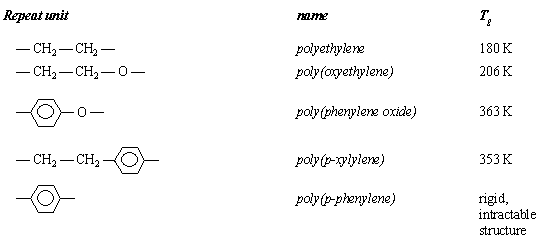 Repeat unit name Tg
— CH2 — CH2 — polyethylene 180 K
— CH2 — CH2 — O — poly(oxyethylene) 206 K
— O — poly(phenylene oxide) 363 K
— CH2 — CH2 — poly(p-xylylene) 353 K
poly(p-phenylene) rigid,
intractable
structure